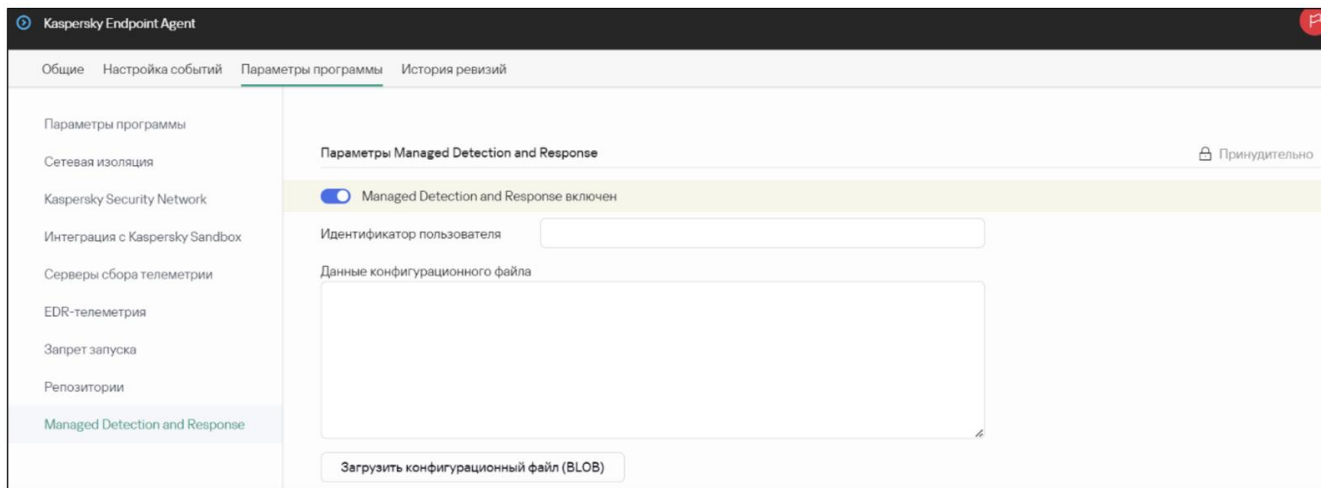 Kaspersky Endpoint Agent
Общие Настройка событий Параметры программы История ревизий
Параметры программы
Сетевая изоляция
Kaspersky Security Network
Интеграция с Kaspersky Sandbox
Серверы сбора телеметрии
EDR-телеметрия
Запрет запуска
Репозитории
Managed Detection and Response
Параметры Managed Detection and Response
Принудительно
Managed Detection and Response включен
Идентификатор пользователя
Данные конфигурационного файла
Загрузить конфигурационный файл (BLOB)